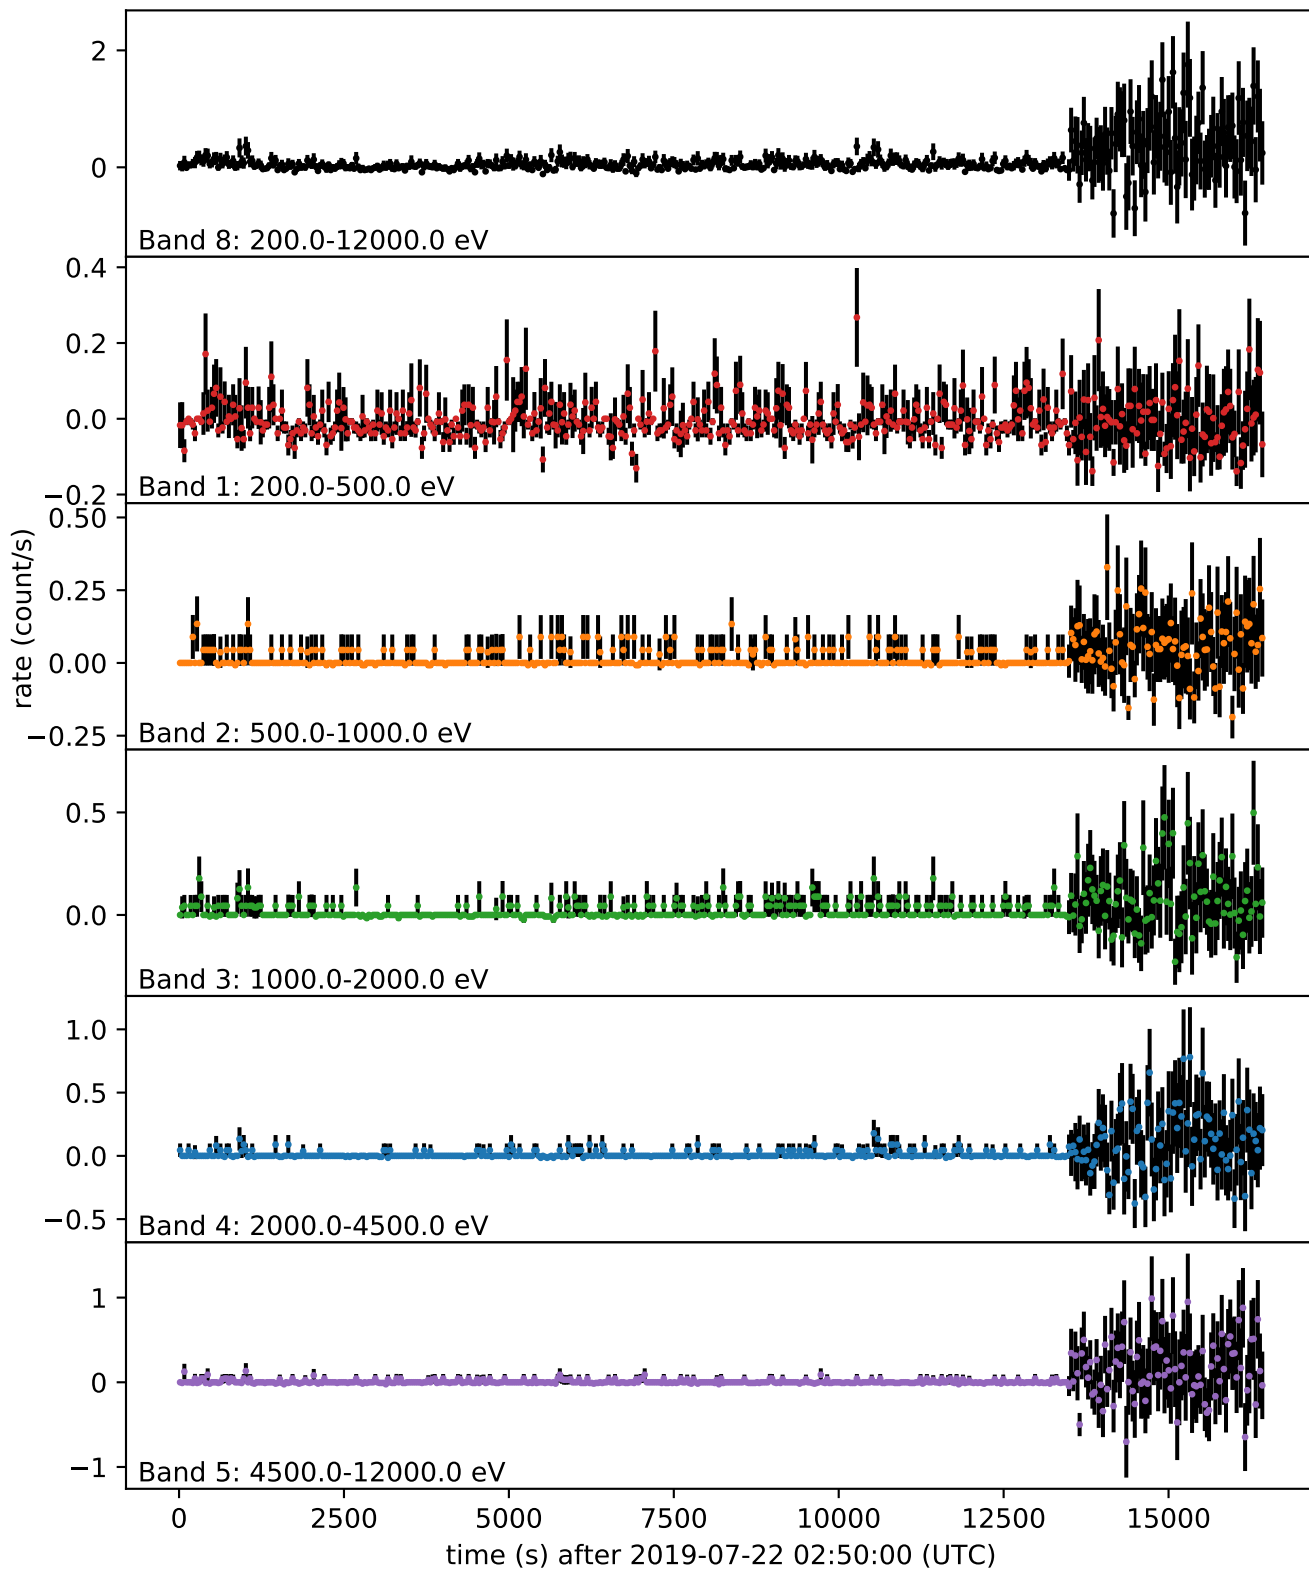 2
0
Band 8: 200.0-12000.0 eV
0.4
0.2
0.0
−0.2
Band 1: 200.0-500.0 eV
0.50
0.25
0.00
−0.25
Band 2: 500.0-1000.0 eV
rate (count/s)
0.5
0.0
Band 3: 1000.0-2000.0 eV
1.0
0.5
0.0
−0.5
Band 4: 2000.0-4500.0 eV
1
0
−1
Band 5: 4500.0-12000.0 eV
0 2500 5000 7500 10000 12500 15000
time (s) after 2019-07-22 02:50:00 (UTC)